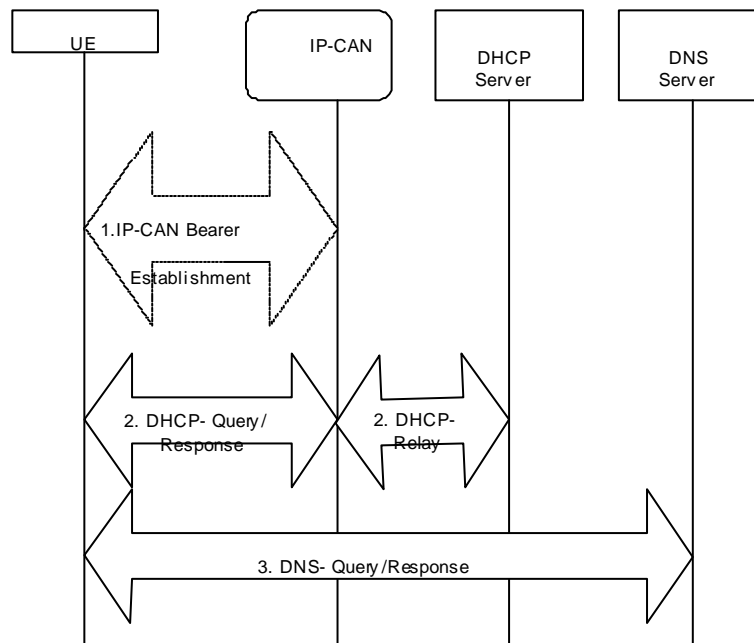 UE
IP-CAN
DHCP
Server
DNS
Server
1.IP-CAN Bearer
Establishment
2. DHCP- Query/
Response
2. DHCP-
Relay
3. DNS- Query/Response